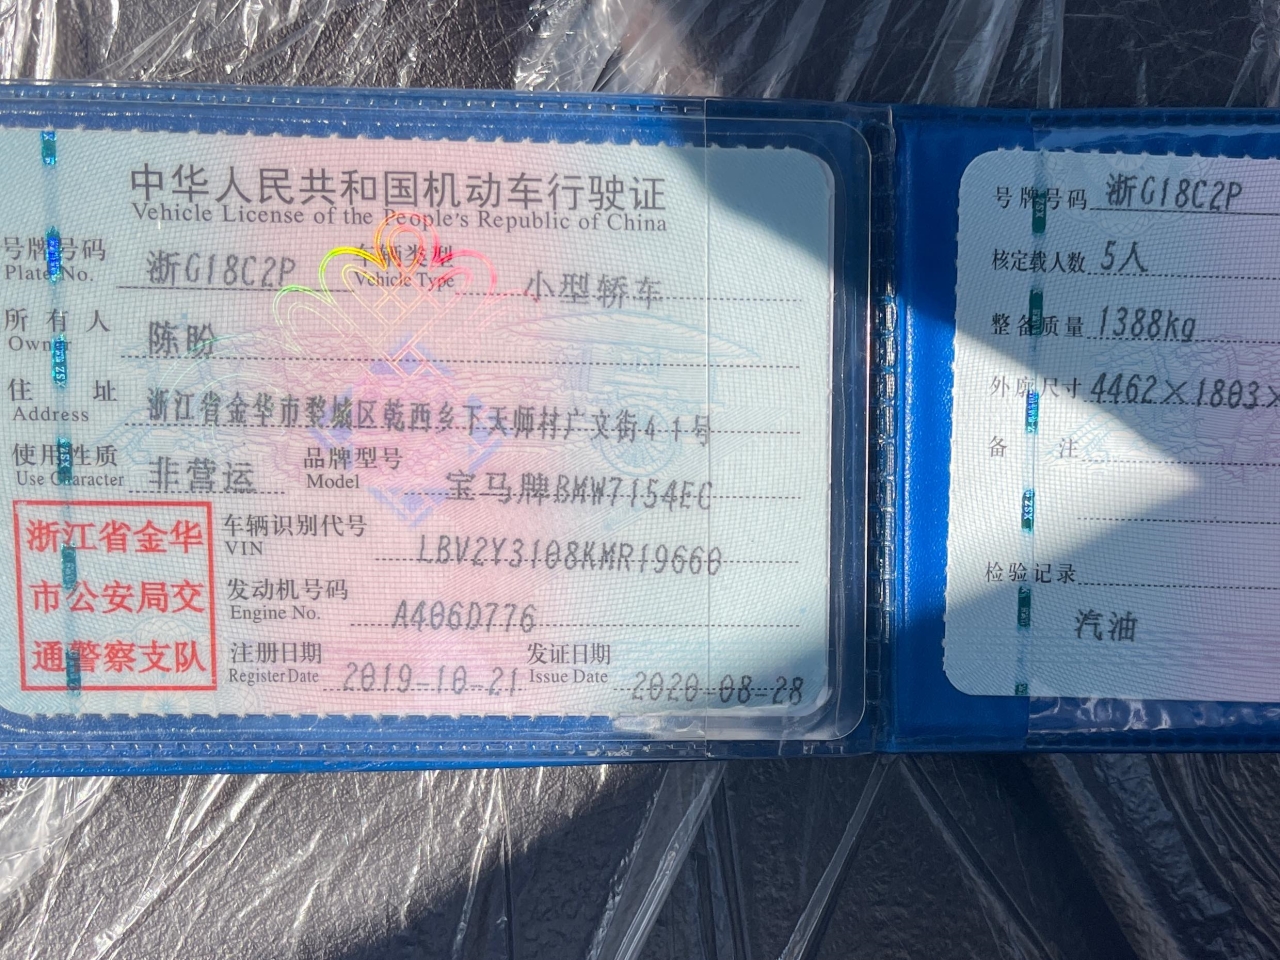 中华人民共和国机动车行驶证
Vehicle License of the People's Republic of China
号牌号码 浙G18C2P 车辆类型 小型轿车
Plate No. Vehicle Type
所有人 陈盼
Owner
住址 浙江省金华市婺城区乾西乡下天师村广文街41号
Address
使用性质 非营运 品牌型号 宝马牌BMW7154EC
Use Character Model
浙江省金华
市公安局交
通警察支队
车辆识别代号 LBV2Y3108KMR19660
VIN
发动机号码 A406D776
Engine No.
注册日期 2019-10-21 发证日期 2020-08-28
Register Date Issue Date
号牌号码 浙G18C2P
核定载人数 5人
整备质量 1388kg
外廓尺寸 4462×1803×
备注
检验记录
汽油